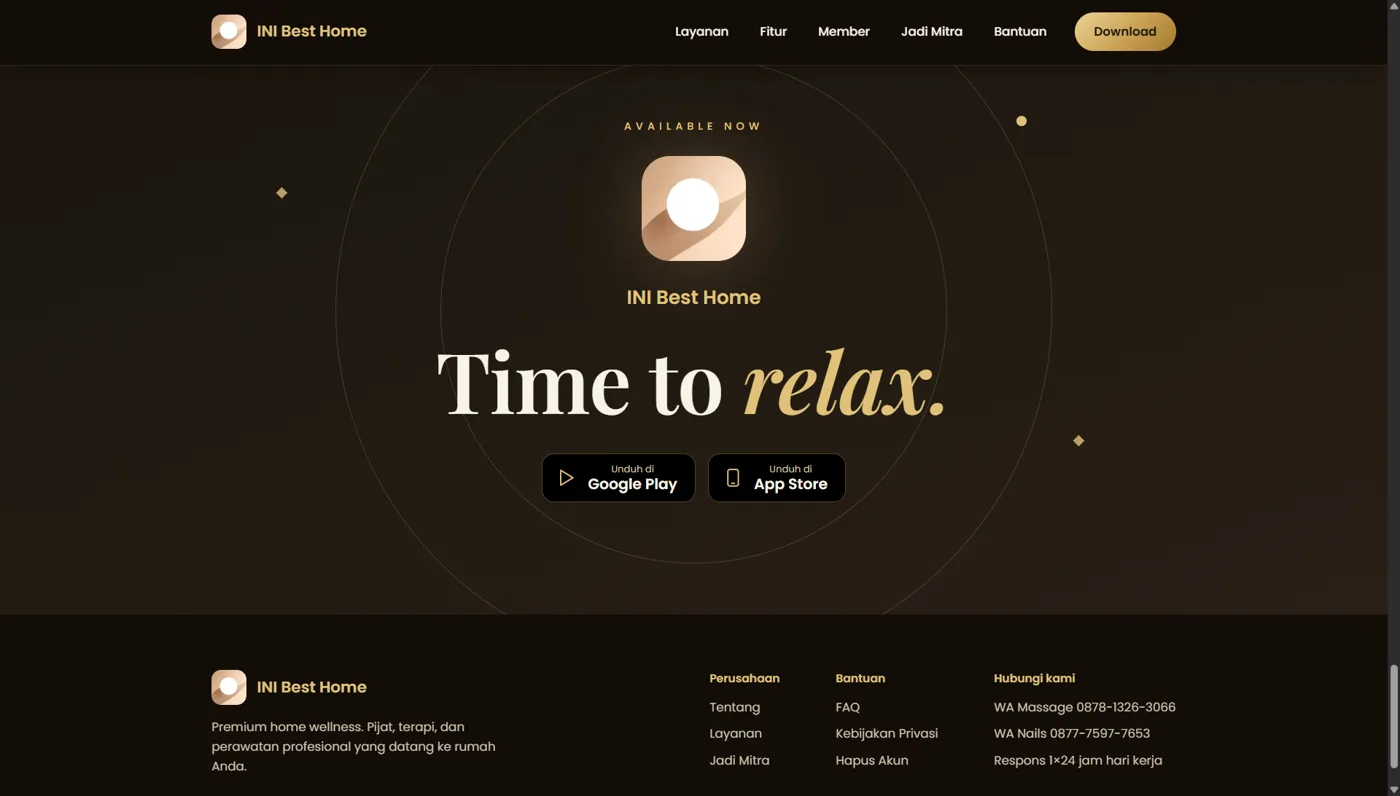 INI Best Home
Layanan
Fitur
Member
Jadi Mitra
Bantuan
Download
AVAILABLE NOW
INI Best Home
Time to relax.
Unduh di
Google Play
Unduh di
App Store
INI Best Home
Premium home wellness. Pijat, terapi, dan
perawatan profesional yang datang ke rumah
Anda.
Perusahaan
Tentang
Layanan
Jadi Mitra
Bantuan
FAQ
Kebijakan Privasi
Hapus Akun
Hubungi kami
WA Massage 0878-1326-3066
WA Nails 0877-7597-7653
Respons 1×24 jam hari kerja